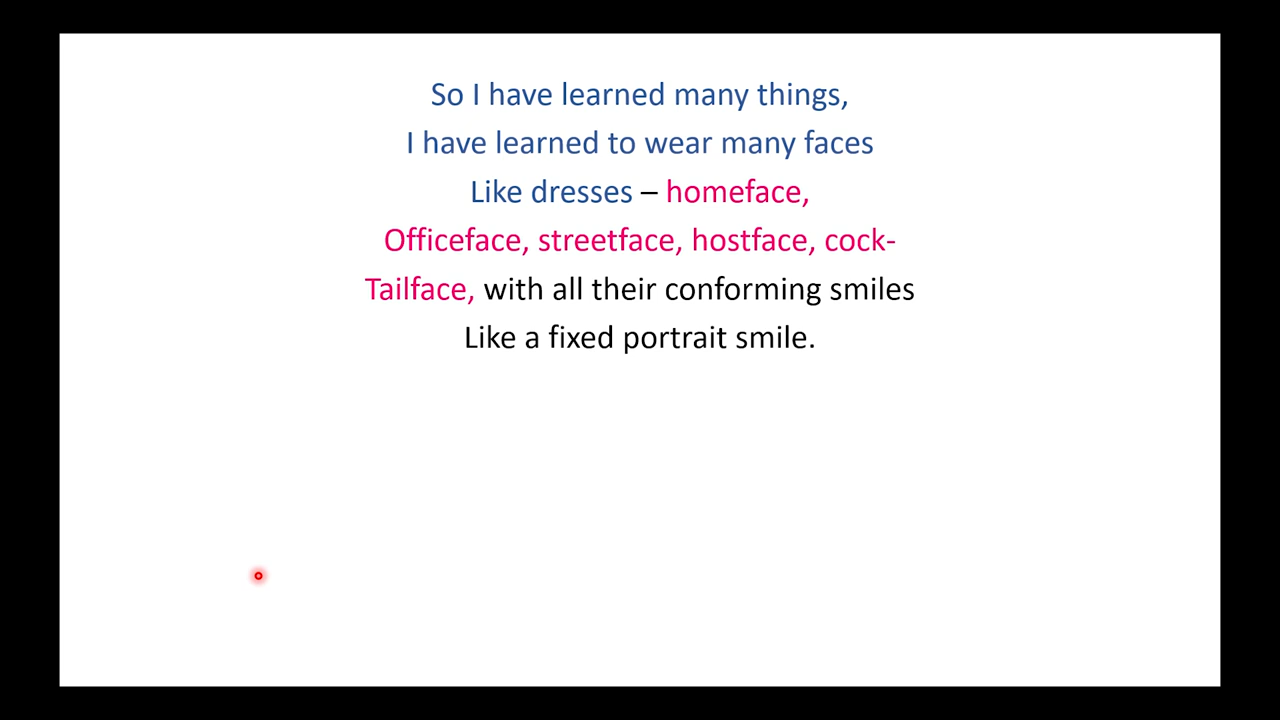 So I have learned many things,
I have learned to wear many faces
Like dresses – homeface,
Officeface, streetface, hostface, cock-
Tailface, with all their conforming smiles
Like a fixed portrait smile.